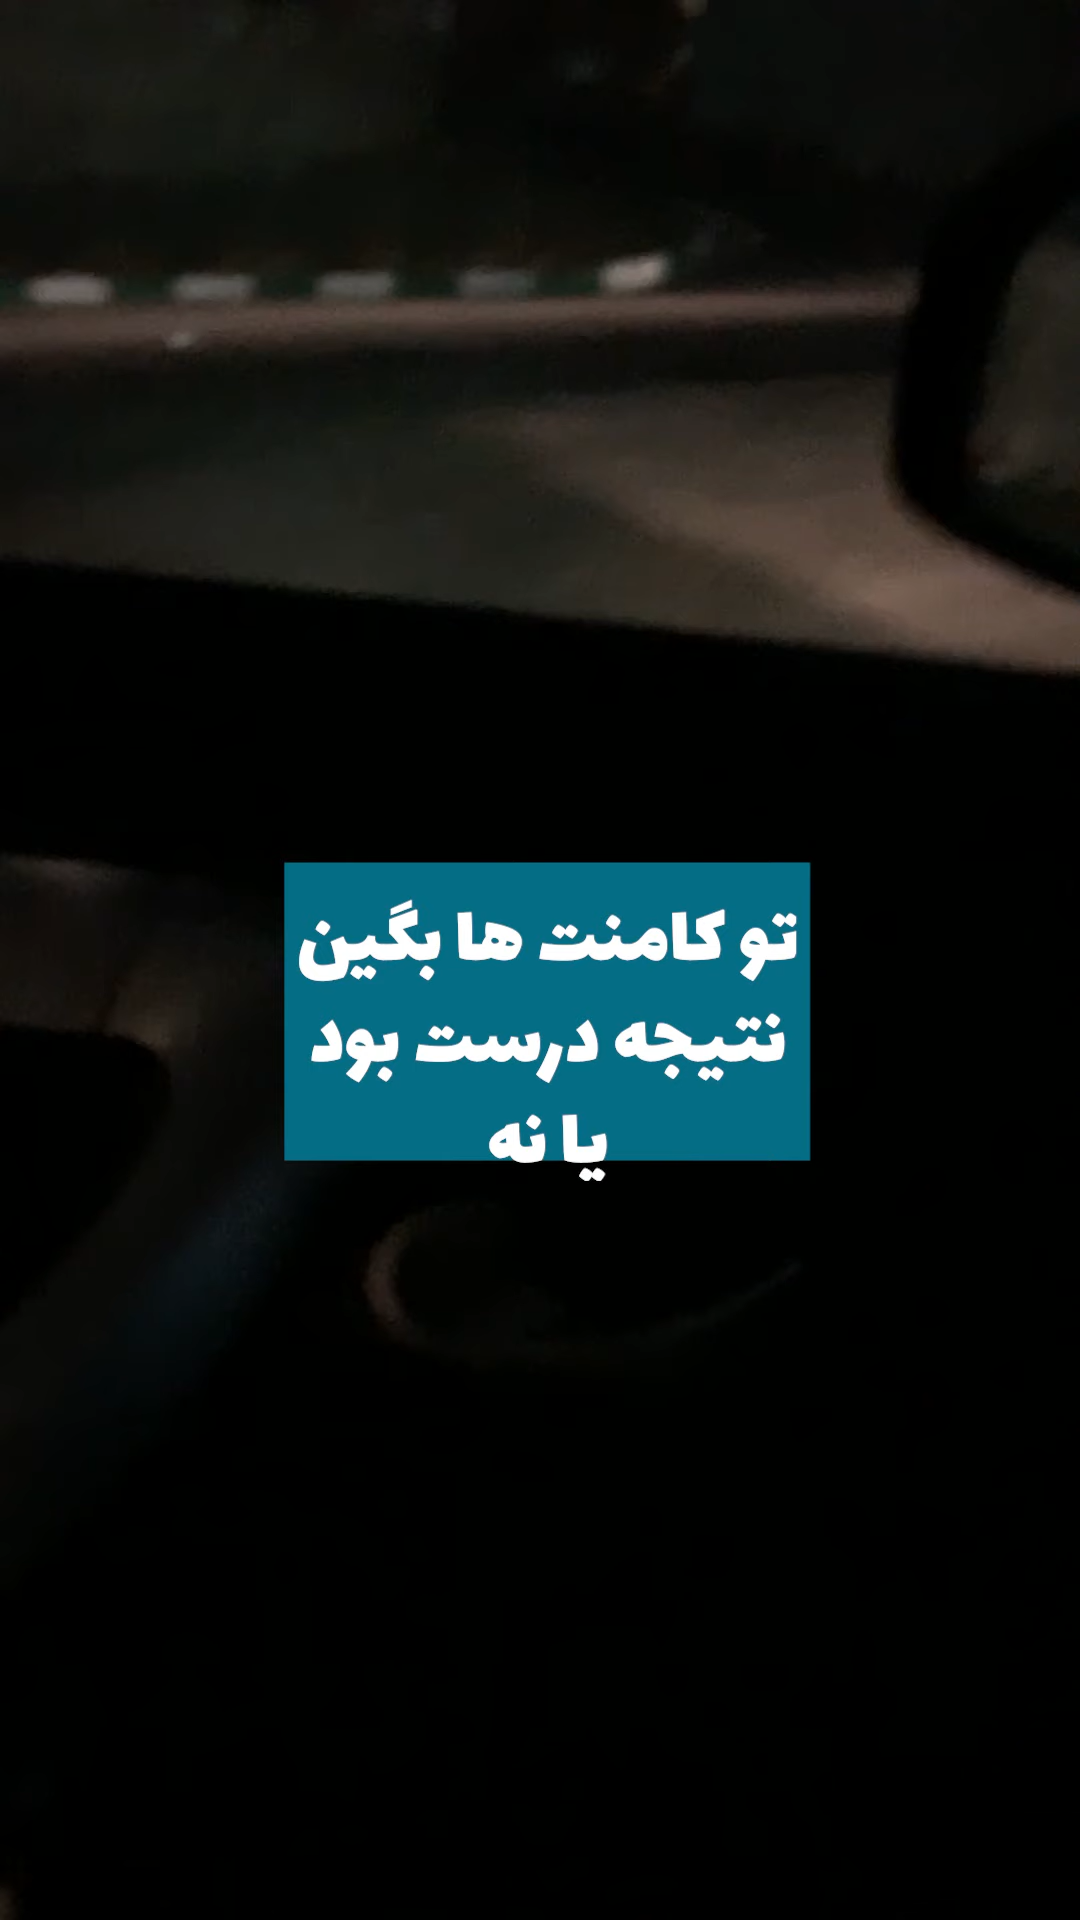 تو کامنت ها بگین
نتیجه درست بود
یا نه